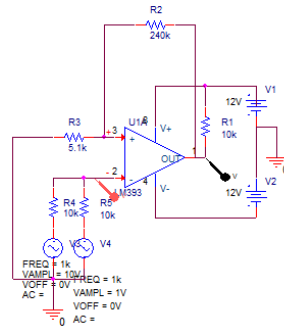 R2
240k
U1A
8
V1
R3
+ 3
+
V+
R1
12V
5.1k
10k
OUT
1
0
- 2
-
V
V2
R4
R5
4
V-
12V
10k
10k
LM393
V3
V4
FREQ = 1k
VAMPL = 10V
FREQ = 1k
VOFF = 0V
VAMPL = 1V
AC =
VOFF = 0V
0
AC =